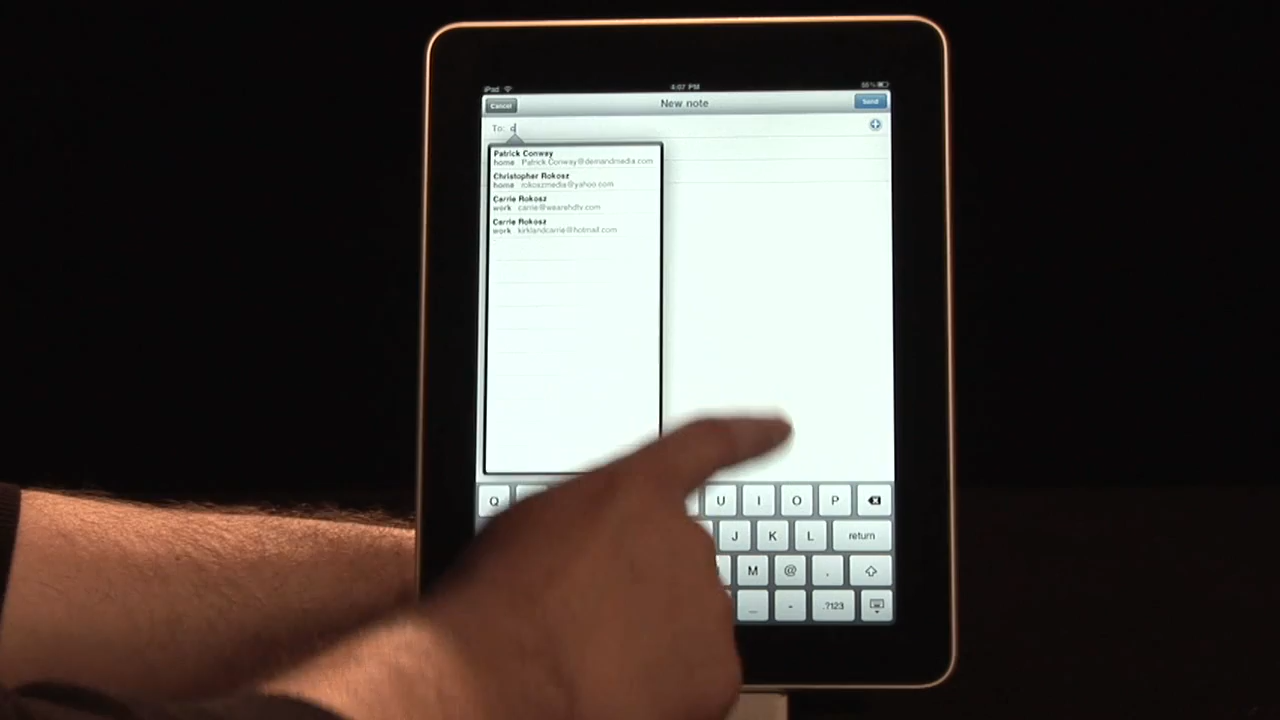 iPad 4:07 PM
Cancel New note Send
To: c
Patrick Conway
home Patrick.Conway@demandmedia.com
Christopher Rokosz
home rokoszmedia@yahoo.com
Carrie Rokosz
work carrie@wearehdtv.com
Carrie Rokosz
work kirklandcarrie@hotmail.com
Q U I O P
J K L return
M @ .
_ - .?123